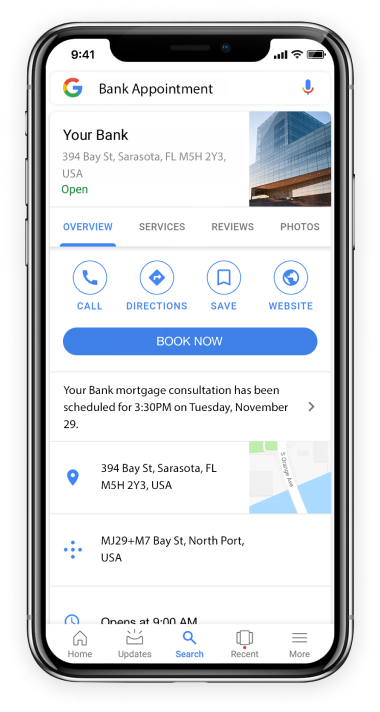 9:41
Bank Appointment
Your Bank
394 Bay St, Sarasota, FL M5H 2Y3,
USA
Open
OVERVIEW SERVICES REVIEWS PHOTOS
CALL DIRECTIONS SAVE WEBSITE
BOOK NOW
Your Bank mortgage consultation has been
scheduled for 3:30PM on Tuesday, November
29.
394 Bay St, Sarasota, FL
M5H 2Y3, USA
S Orange Ave
MJ29+M7 Bay St, North Port,
USA
Opens at 9:00 AM
Home Updates Search Recent More